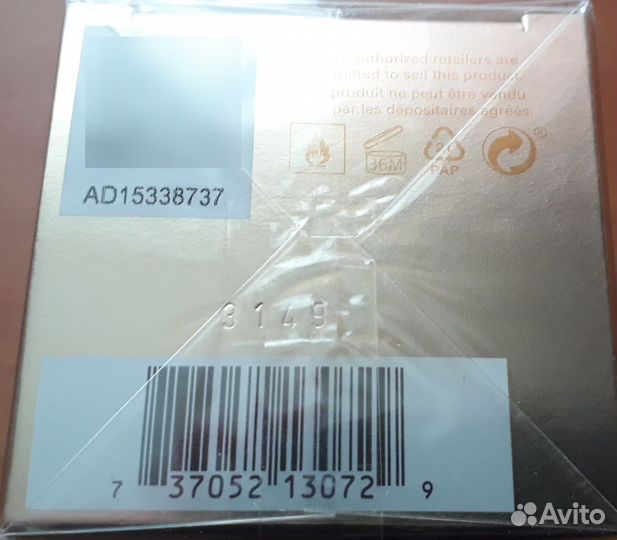 authorized retailers are
to sell this product.
produit ne peut être vendu
par les dépositaires agréés.
36M
PAP
®
AD15338737
3149
7 37052 13072 9
Avito